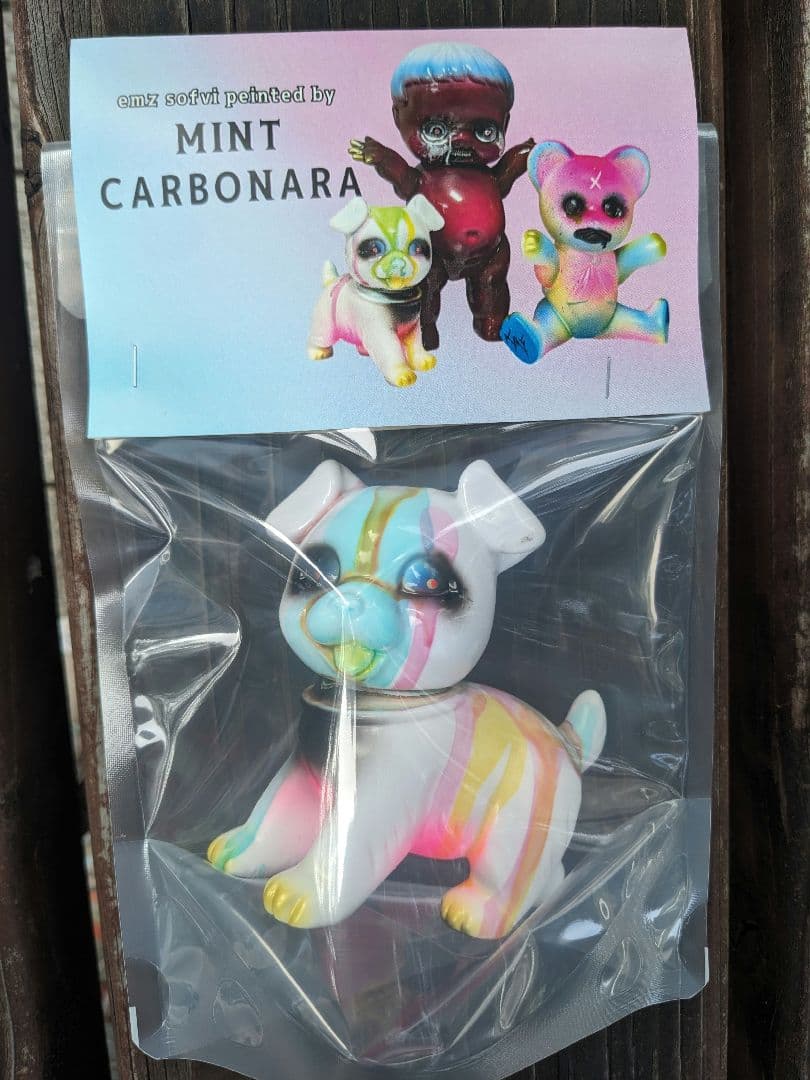 emz sofvi peinted by
MINT
CARBONARA